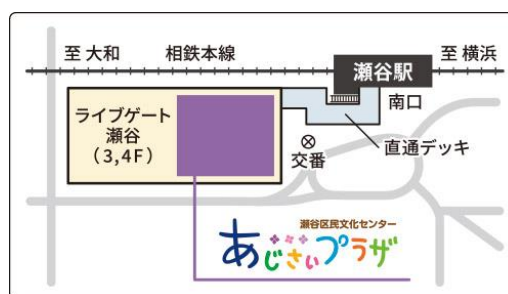 至 大和
相鉄本線
瀬谷駅
至 横浜
南口
ライブゲート
瀬谷
(3,4F)
交番
直通デッキ
瀬谷区民文化センター
あじさいプラザ